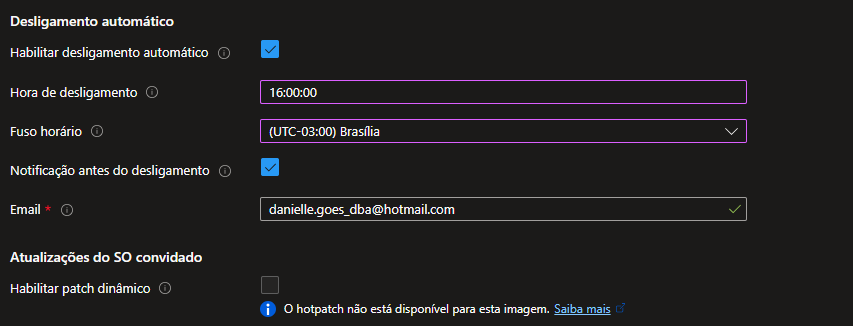 Desligamento automático
Habilitar desligamento automático
Hora de desligamento
16:00:00
Fuso horário
(UTC-03:00) Brasília
Notificação antes do desligamento
Email *
danielle.goes_dba@hotmail.com
Atualizações do SO convidado
Habilitar patch dinâmico
O hotpatch não está disponível para esta imagem. Saiba mais